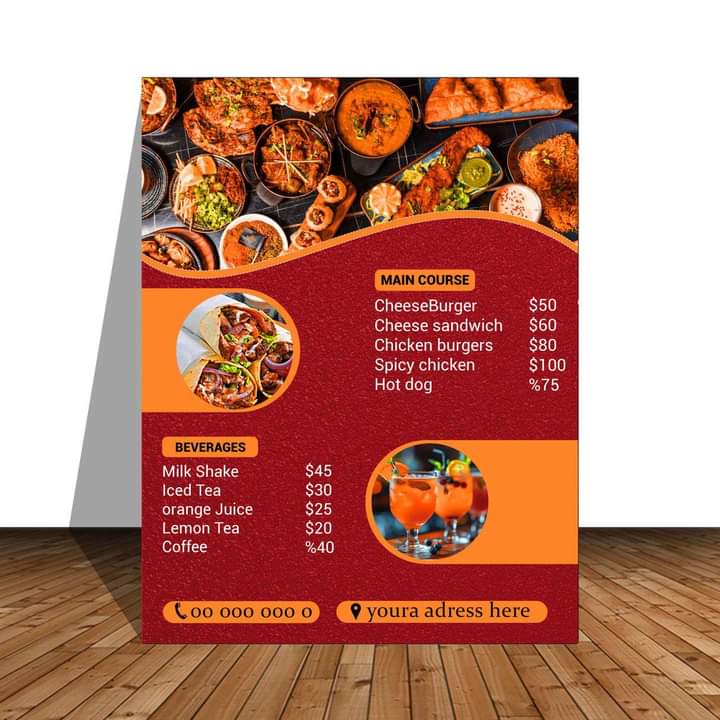 MAIN COURSE
CheeseBurger $50
Cheese sandwich $60
Chicken burgers $80
Spicy chicken $100
Hot dog %75
BEVERAGES
Milk Shake $45
Iced Tea $30
orange Juice $25
Lemon Tea $20
Coffee %40
00 000 000 0
youra adress here